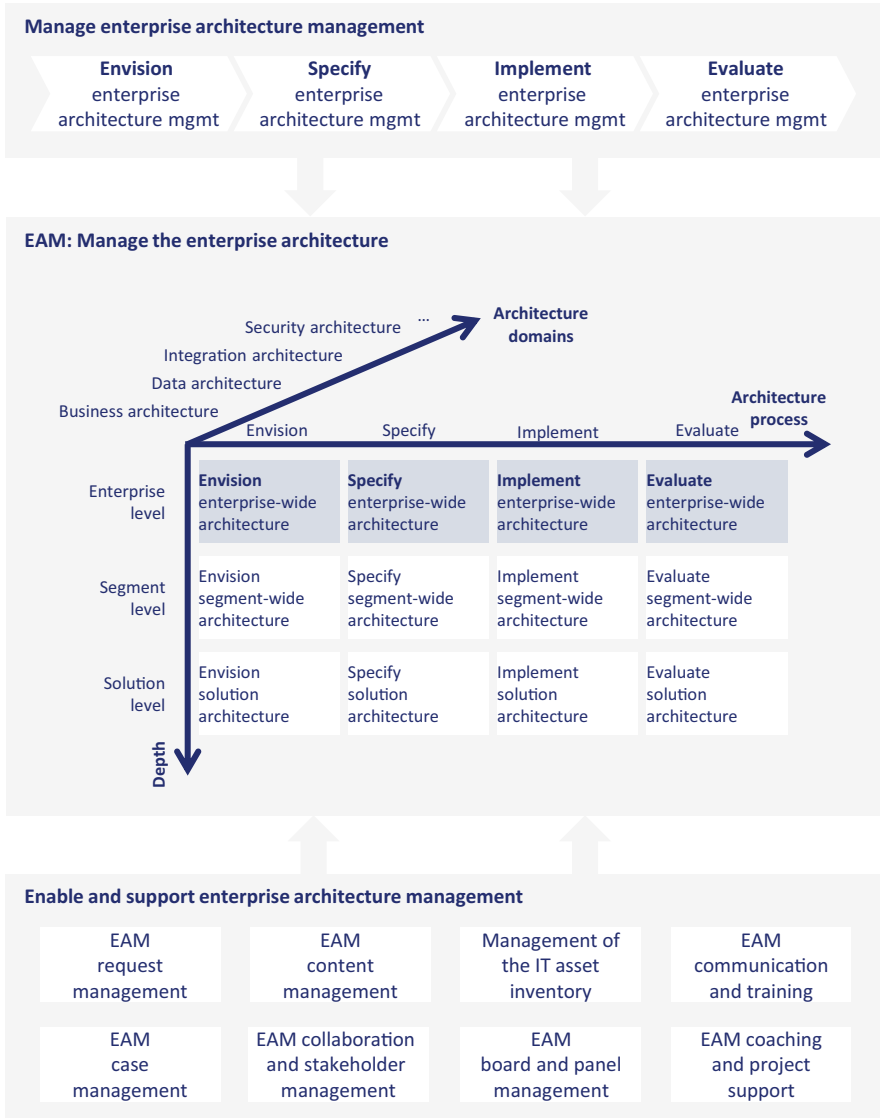 Manage enterprise architecture management
Envision
enterprise
architecture mgmt
Specify
enterprise
architecture mgmt
Implement
enterprise
architecture mgmt
Evaluate
enterprise
architecture mgmt
EAM: Manage the enterprise architecture
Architecture
domains
...
Security architecture
Integration architecture
Data architecture
Business architecture
Architecture
process
Envision
Specify
Implement
Evaluate
Enterprise
level
Envision
enterprise-wide
architecture
Specify
enterprise-wide
architecture
Implement
enterprise-wide
architecture
Evaluate
enterprise-wide
architecture
Segment
level
Envision
segment-wide
architecture
Specify
segment-wide
architecture
Implement
segment-wide
architecture
Evaluate
segment-wide
architecture
Solution
level
Envision
solution
architecture
Specify
solution
architecture
Implement
solution
architecture
Evaluate
solution
architecture
Depth
Enable and support enterprise architecture management
EAM
request
management
EAM
content
management
Management of
the IT asset
inventory
EAM
communication
and training
EAM
case
management
EAM collaboration
and stakeholder
management
EAM
board and panel
management
EAM coaching
and project
support